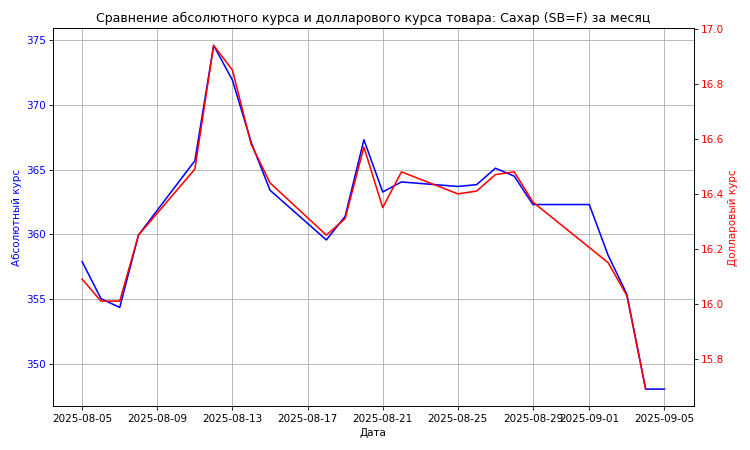 Сравнение абсолютного курса и долларового курса товара: Сахар (SB=F) за месяц
375
370
365
360
355
350
Абсолютный курс
17.0
16.8
16.6
16.4
16.2
16.0
15.8
Долларовый курс
2025-08-05 2025-08-09 2025-08-13 2025-08-17 2025-08-21 2025-08-25 2025-08-29 2025-09-01 2025-09-05
Дата